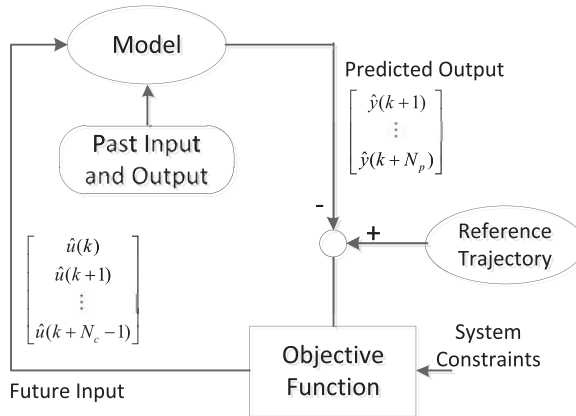 Model
Predicted Output
ŷ(k+1)
⋮
ŷ(k+N_p)
Past Input
and Output
-
+
Reference
Trajectory
û(k)
û(k+1)
⋮
û(k+N_c−1)
System
Constraints
Objective
Function
Future Input